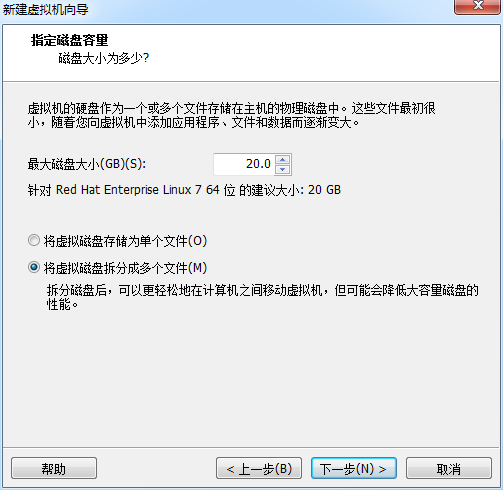 新建虚拟机向导
指定磁盘容量
磁盘大小为多少?
虚拟机的硬盘作为一个或多个文件存储在主机的物理磁盘中。这些文件最初很
小，随着您向虚拟机中添加应用程序、文件和数据而逐渐变大。
最大磁盘大小(GB)(S): 20.0
针对 Red Hat Enterprise Linux 7 64 位 的建议大小: 20 GB
将虚拟磁盘存储为单个文件(O)
将虚拟磁盘拆分成多个文件(M)
拆分磁盘后，可以更轻松地在计算机之间移动虚拟机，但可能会降低大容量磁盘的
性能。
帮助 < 上一步(B) 下一步(N) > 取消